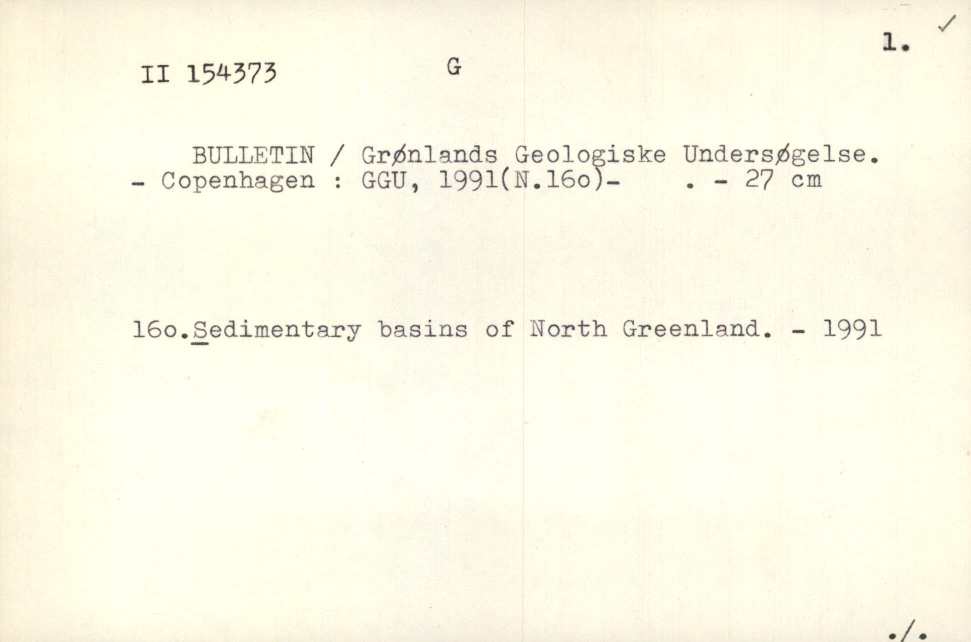 1. ✓
II 154373 G
BULLETIN / Grønlands Geologiske Undersøgelse.
- Copenhagen : GGU, 1991(N.16o)- . - 27 cm
16o.Sedimentary basins of North Greenland. - 1991
./.